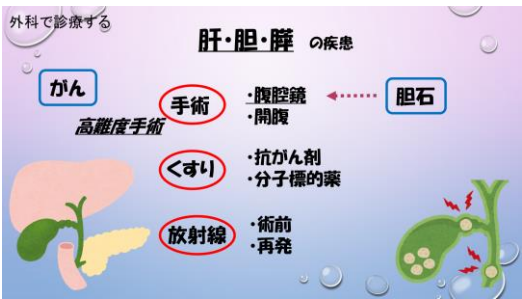 外科で診療する
肝・胆・膵 の疾患
がん
高難度手術
手術
・腹腔鏡
・開腹
胆石
くすり
・抗がん剤
・分子標的薬
放射線
・術前
・再発